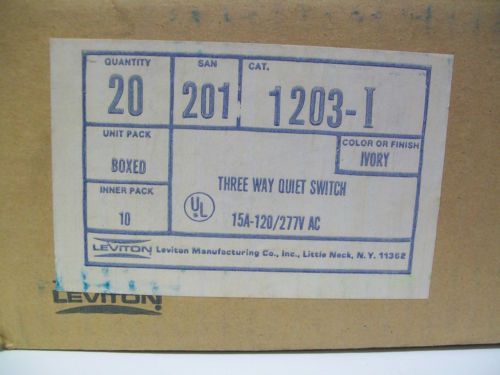 QUANTITY SAN CAT.
20 201 1203-I
UNIT PACK COLOR OR FINISH
BOXED IVORY
INNER PACK THREE WAY QUIET SWITCH
10 UL 15A-120/277V AC
LEVITON Leviton Manufacturing Co., Inc., Little Neck, N.Y. 11362
LEVITON